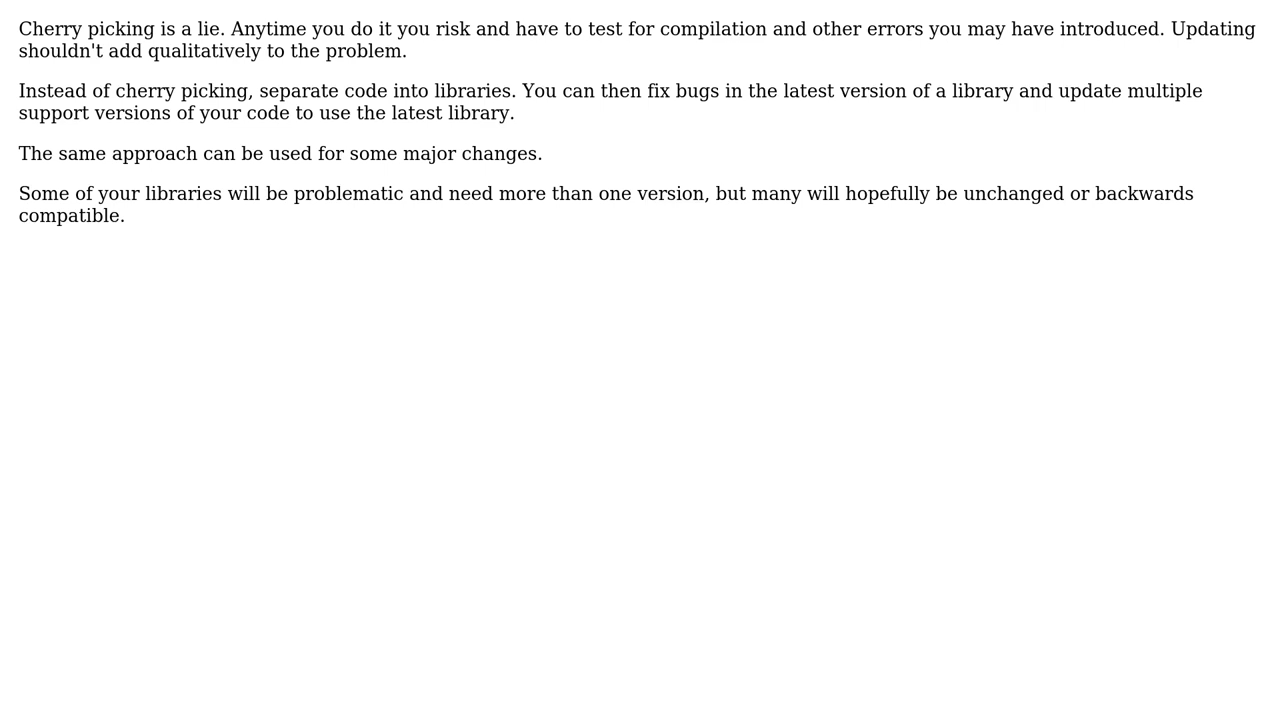 Cherry picking is a lie. Anytime you do it you risk and have to test for compilation and other errors you may have introduced. Updating
shouldn't add qualitatively to the problem.
Instead of cherry picking, separate code into libraries. You can then fix bugs in the latest version of a library and update multiple
support versions of your code to use the latest library.
The same approach can be used for some major changes.
Some of your libraries will be problematic and need more than one version, but many will hopefully be unchanged or backwards
compatible.